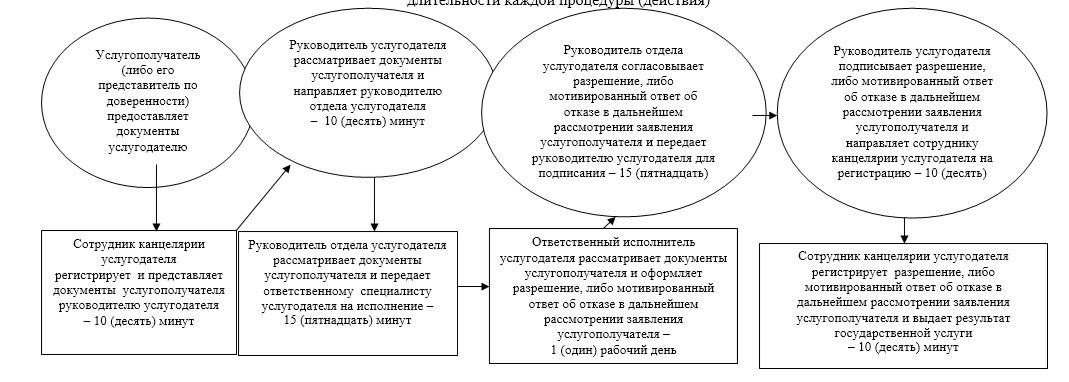 длительности каждой процедуры (действия)
Услугополучатель
(либо его
представитель по
доверенности)
предоставляет
документы
услугодателю
Сотрудник канцелярии
услугодателя
регистрирует и представляет
документы услугополучателя
руководителю услугодателя
– 10 (десять) минут
Руководитель услугодателя
рассматривает документы
услугополучателя и
направляет руководителю
отдела услугодателя
– 10 (десять) минут
Руководитель отдела услугодателя
рассматривает документы
услугополучателя и передает
ответственному специалисту
услугодателя на исполнение –
15 (пятнадцать) минут
Ответственный исполнитель
услугодателя рассматривает документы
услугополучателя и оформляет
разрешение, либо мотивированный
ответ об отказе в дальнейшем
рассмотрении заявления
услугополучателя –
1 (один) рабочий день
Руководитель отдела
услугодателя согласовывает
разрешение, либо
мотивированный ответ об
отказе в дальнейшем
рассмотрении заявления
услугополучателя и передает
руководителю услугодателя для
подписания – 15 (пятнадцать)
Руководитель услугодателя
подписывает разрешение,
либо мотивированный ответ
об отказе в дальнейшем
рассмотрении заявления
услугополучателя и
направляет сотруднику
канцелярии услугодателя на
регистрацию – 10 (десять)
Сотрудник канцелярии услугодателя
регистрирует разрешение, либо
мотивированный ответ об отказе в
дальнейшем рассмотрении заявления
услугополучателя и выдает результат
государственной услуги
– 10 (десять) минут